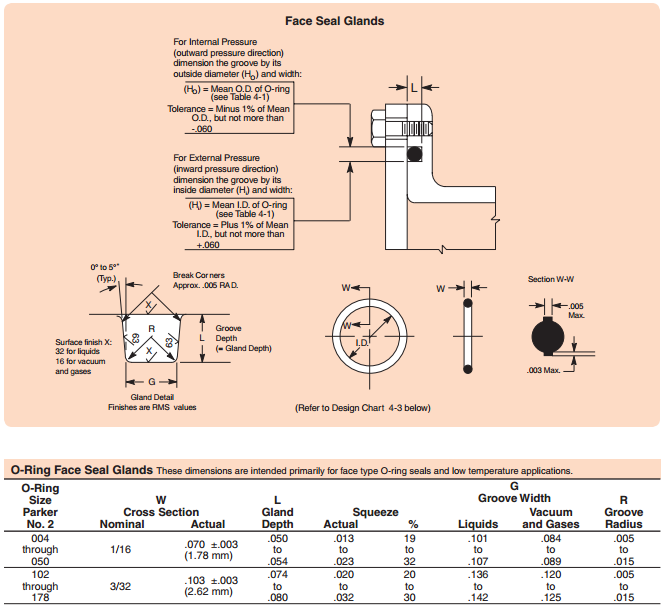 Face Seal Glands
For Internal Pressure
(outward pressure direction)
dimension the groove by its
outside diameter (Ho) and width:
(Ho) = Mean O.D. of O-ring
(see Table 4-1)
Tolerance = Minus 1% of Mean
O.D., but not more than
-.060
L
For External Pressure
(inward pressure direction)
dimension the groove by its
inside diameter (Hi) and width:
(Hi) = Mean I.D. of O-ring
(see Table 4-1)
Tolerance = Plus 1% of Mean
I.D., but not more than
+.060
0° to 5°
(Typ.)
Break Corners
Approx. .005 RAD.
X
R
63
63
X
L
Groove
Depth
(= Gland Depth)
Surface finish X:
32 for liquids
16 for vacuum
and gases
G
Gland Detail
Finishes are RMS values
W
W
I.D.
W
Section W-W
.005
Max.
.003 Max.
(Refer to Design Chart 4-3 below)
O-Ring Face Seal Glands These dimensions are intended primarily for face type O-ring seals and low temperature applications.
O-Ring G
Size W L Groove Width R
Parker Cross Section Gland Squeeze Vacuum Groove
No. 2 Nominal Actual Depth Actual % Liquids and Gases Radius
004 .050 .013 19 .101 .084 .005
through 1/16 .070 ±.003 (1.78 mm) to to to to to to
050 .054 .023 32 .107 .089 .015
102 .074 .020 20 .136 .120 .005
through 3/32 .103 ±.003 (2.62 mm) to to to to to to
178 .080 .032 30 .142 .125 .015